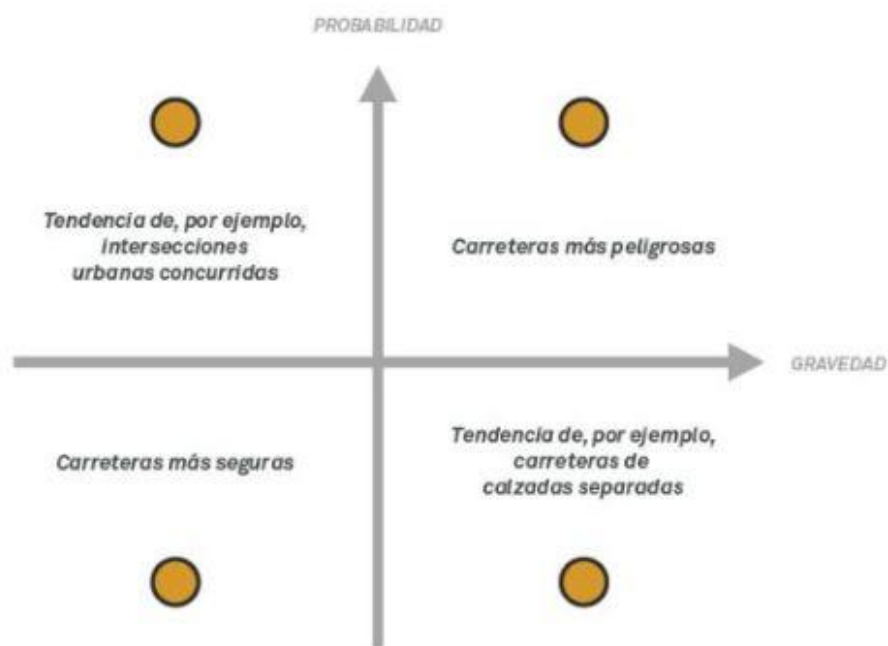 PROBABILIDAD
Tendencia de, por ejemplo,
intersecciones
urbanas concurridas
Carreteras más peligrosas
GRAVEDAD
Carreteras más seguras
Tendencia de, por ejemplo,
carreteras de
calzadas separadas